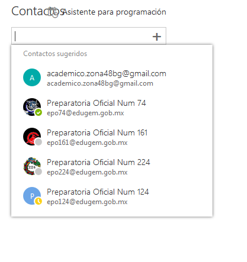 Contactos
Asistente para programación
+
Contactos sugeridos
A
academico.zona48bg@gmail.com
academico.zona48bg@gmail.com
Preparatoria Oficial Num 74
epo74@edugem.gob.mx
Preparatoria Oficial Num 161
epo161@edugem.gob.mx
Preparatoria Oficial Num 224
epo224@edugem.gob.mx
P
Preparatoria Oficial Num 124
epo124@edugem.gob.mx